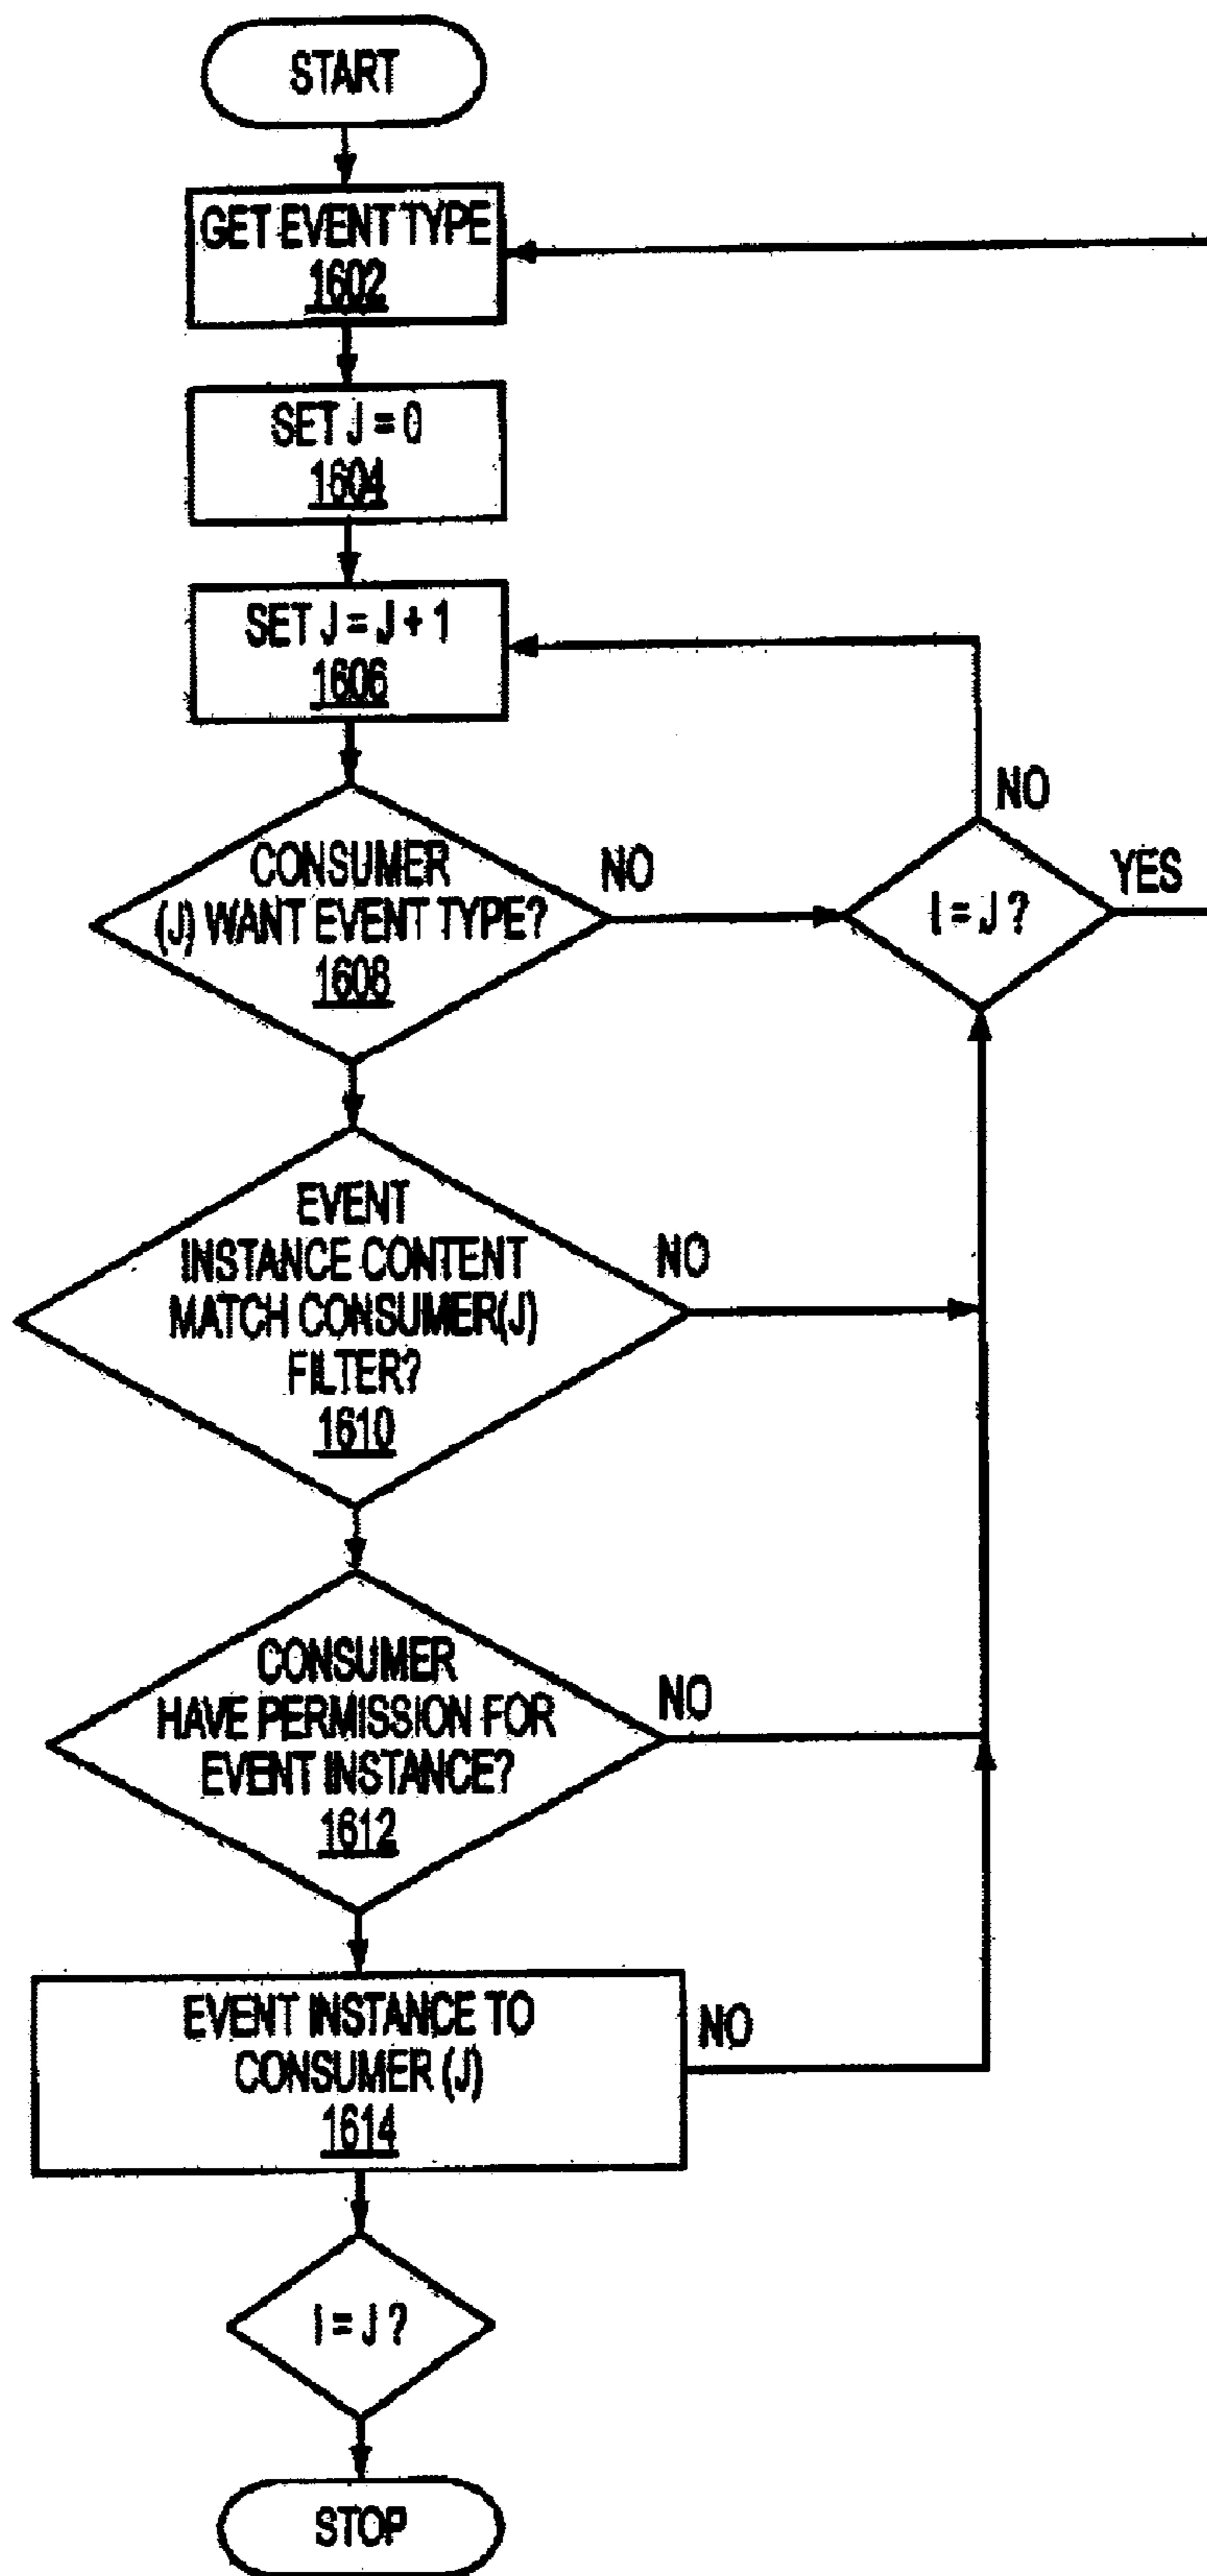 START
GET EVENT TYPE
1602
SET J = 0
1604
SET J = J + 1
1606
NO
CONSUMER
(J) WANT EVENT TYPE?
1608
NO
I = J ?
YES
EVENT
INSTANCE CONTENT
MATCH CONSUMER(J)
FILTER?
1610
NO
CONSUMER
HAVE PERMISSION FOR
EVENT INSTANCE?
1612
NO
EVENT INSTANCE TO
CONSUMER (J)
1614
NO
I = J ?
STOP